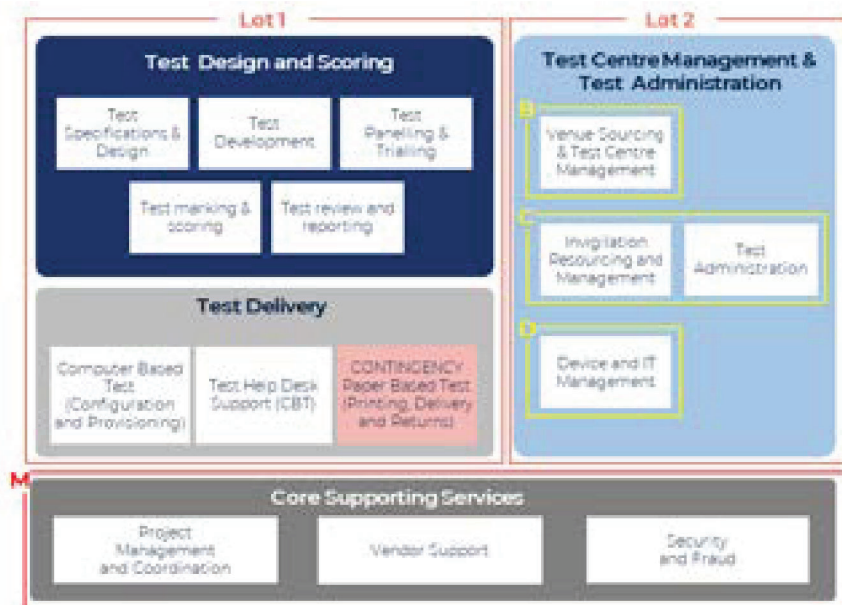 Lot 1
Lot 2
Test Design and Scoring
Test
Specifications &
Design
Test
Development
Test
Panelling &
Trialling
Test marking &
scoring
Test review and
reporting
Test Delivery
Computer Based
Test
(Configuration
and Provisioning)
Test Help Desk
Support (CBT)
CONTINGENCY
Paper Based Test
(Printing, Delivery
and Returns)
Test Centre Management &
Test Administration
B
Venue Sourcing
& Test Centre
Management
C
Invigilation
Resourcing and
Management
Test
Administration
D
Device and IT
Management
M
Core Supporting Services
Project
Management
and Coordination
Vendor Support
Security
and Fraud